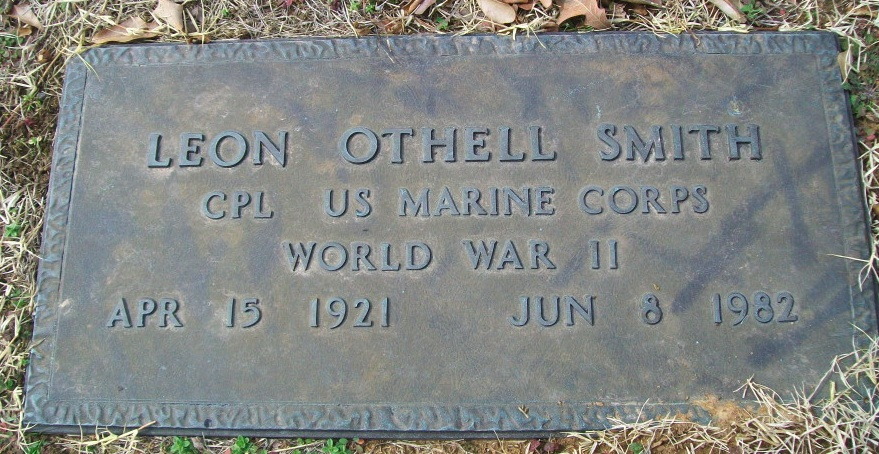 LEON OTHELL SMITH
CPL US MARINE CORPS
WORLD WAR II
APR 15 1921 JUN 8 1982